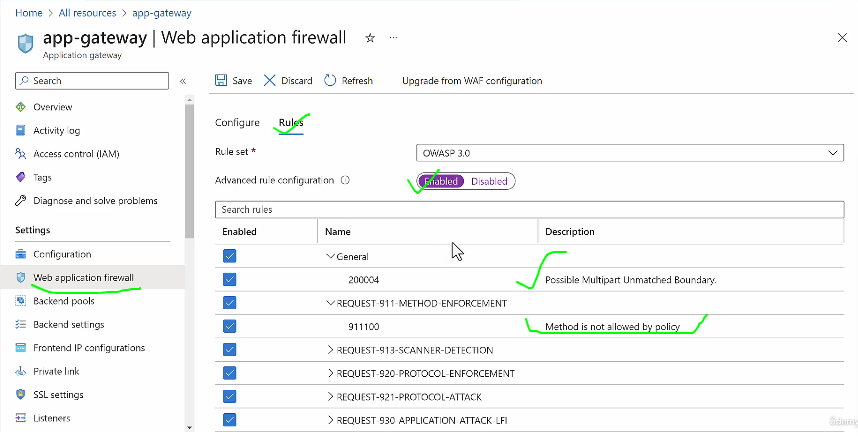 Home > All resources > app-gateway
app-gateway | Web application firewall ☆ ...
Application gateway
Search «
Save Discard Refresh Upgrade from WAF configuration
Overview
Activity log
Access control (IAM)
Tags
Diagnose and solve problems
Settings
Configuration
Web application firewall
Backend pools
Backend settings
Frontend IP configurations
Private link
SSL settings
Listeners
Configure Rules
Rule set * OWASP 3.0
Advanced rule configuration Enabled Disabled
Search rules
Enabled Name Description
General
200004 Possible Multipart Unmatched Boundary.
REQUEST-911-METHOD-ENFORCEMENT
911100 Method is not allowed by policy
REQUEST-913-SCANNER-DETECTION
REQUEST-920-PROTOCOL-ENFORCEMENT
REQUEST-921-PROTOCOL-ATTACK
REQUEST-930-APPLICATION-ATTACK-LFI
Udemy